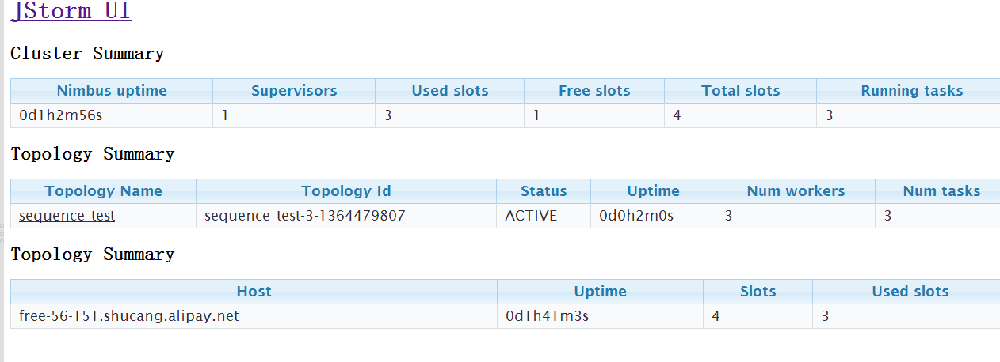 JStorm UI
Cluster Summary
Nimbus uptime Supervisors Used slots Free slots Total slots Running tasks
0d1h2m56s 1 3 1 4 3
Topology Summary
Topology Name Topology Id Status Uptime Num workers Num tasks
sequence_test sequence_test-3-1364479807 ACTIVE 0d0h2m0s 3 3
Topology Summary
Host Uptime Slots Used slots
free-56-151.shucang.alipay.net 0d1h41m3s 4 3